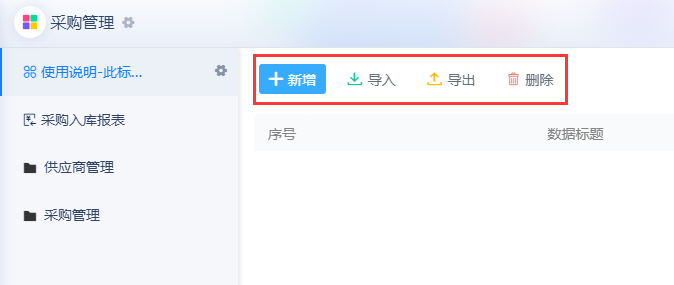 采购管理
使用说明-此标...
新增 导入 导出 删除
采购入库报表
序号 数据标题
供应商管理
采购管理